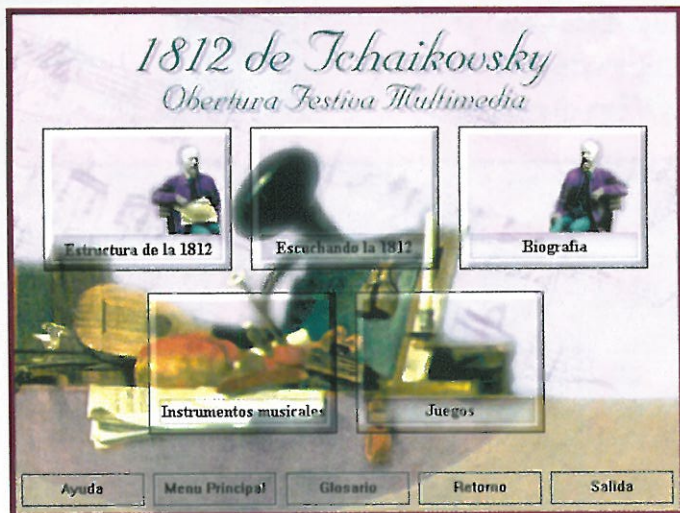 1812 de Tchaikovsky
Obertura Festiva Multimedia
Estructura de la 1812
Escuchando la 1812
Biografia
Instrumentos musicales
Juegos
Ayuda
Menu Principal
Glosario
Retorno
Salida